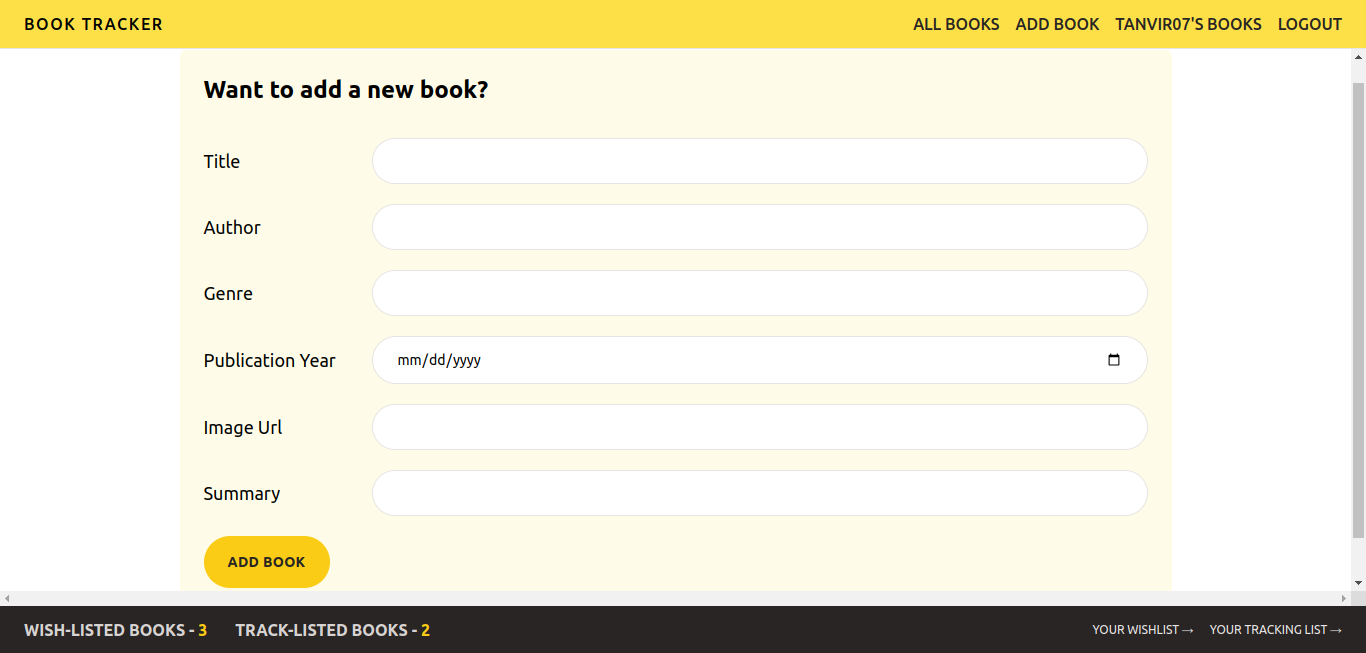 BOOK TRACKER ALL BOOKS ADD BOOK TANVIR07'S BOOKS LOGOUT
Want to add a new book?
Title
Author
Genre
Publication Year mm/dd/yyyy
Image Url
Summary
ADD BOOK
WISH-LISTED BOOKS - 3 TRACK-LISTED BOOKS - 2 YOUR WISHLIST → YOUR TRACKING LIST →